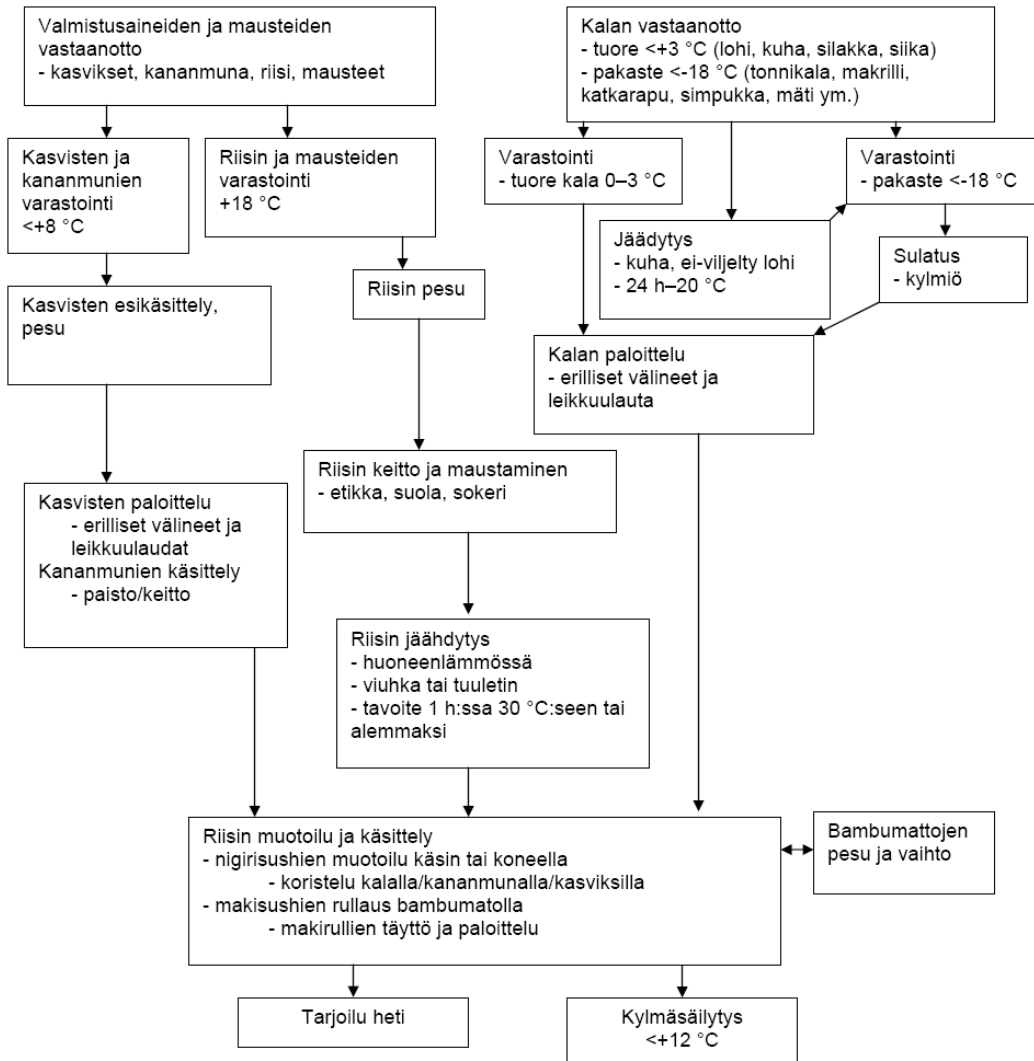 Valmistusaineiden ja mausteiden
vastaanotto
- kasvikset, kananmuna, riisi, mausteet
Kalan vastaanotto
- tuore <+3 °C (lohi, kuha, silakka, siika)
- pakaste <-18 °C (tonnikala, makrilli,
katkarapu, simpukka, mäti ym.)
Kasvisten ja
kananmunien
varastointi
<+8 °C
Riisin ja mausteiden
varastointi
+18 °C
Varastointi
- tuore kala 0–3 °C
Varastointi
- pakaste <-18 °C
Jäädytys
- kuha, ei-viljelty lohi
- 24 h–20 °C
Sulatus
- kylmiö
Kasvisten esikäsittely,
pesu
Riisin pesu
Kalan paloittelu
- erilliset välineet ja
leikkuulauta
Riisin keitto ja maustaminen
- etikka, suola, sokeri
Kasvisten paloittelu
- erilliset välineet ja
leikkuulaudat
Kananmunien käsittely
- paisto/keitto
Riisin jäähdytys
- huoneenlämmössä
- viuhka tai tuuletin
- tavoite 1 h:ssa 30 °C:seen tai
alemmaksi
Riisin muotoilu ja käsittely
- nigirisushien muotoilu käsin tai koneella
- koristelu kalalla/kananmunalla/kasviksilla
- makisushien rullaus bambumatolla
- makirullien täyttö ja paloittelu
Bambumattojen
pesu ja vaihto
Tarjoilu heti
Kylmäsäilytys
<+12 °C